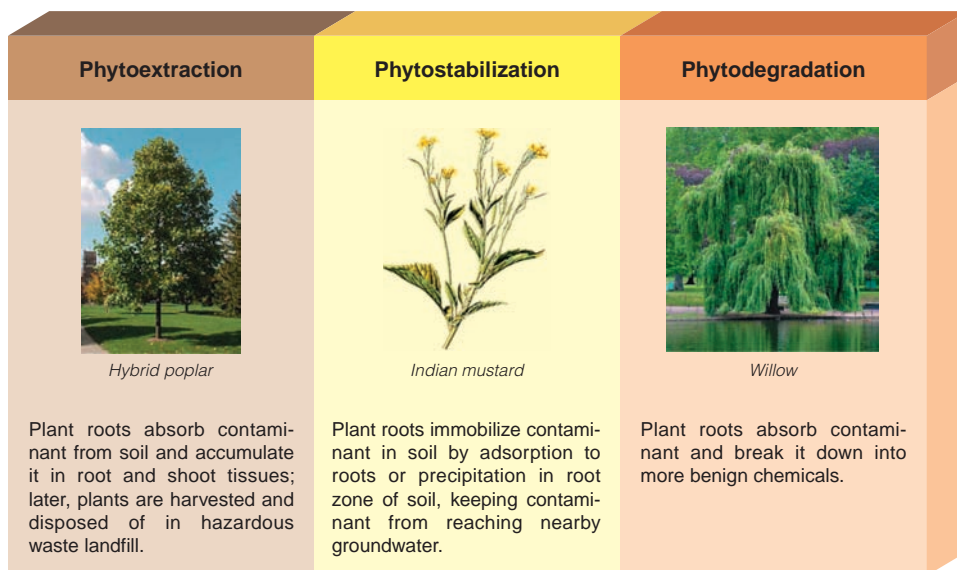 Phytoextraction
Phytostabilization
Phytodegradation
Hybrid poplar
Indian mustard
Willow
Plant roots absorb contami-
nant from soil and accumulate
it in root and shoot tissues;
later, plants are harvested and
disposed of in hazardous
waste landfill.
Plant roots immobilize contami-
nant in soil by adsorption to
roots or precipitation in root
zone of soil, keeping contami-
nant from reaching nearby
groundwater.
Plant roots absorb contami-
nant and break it down into
more benign chemicals.